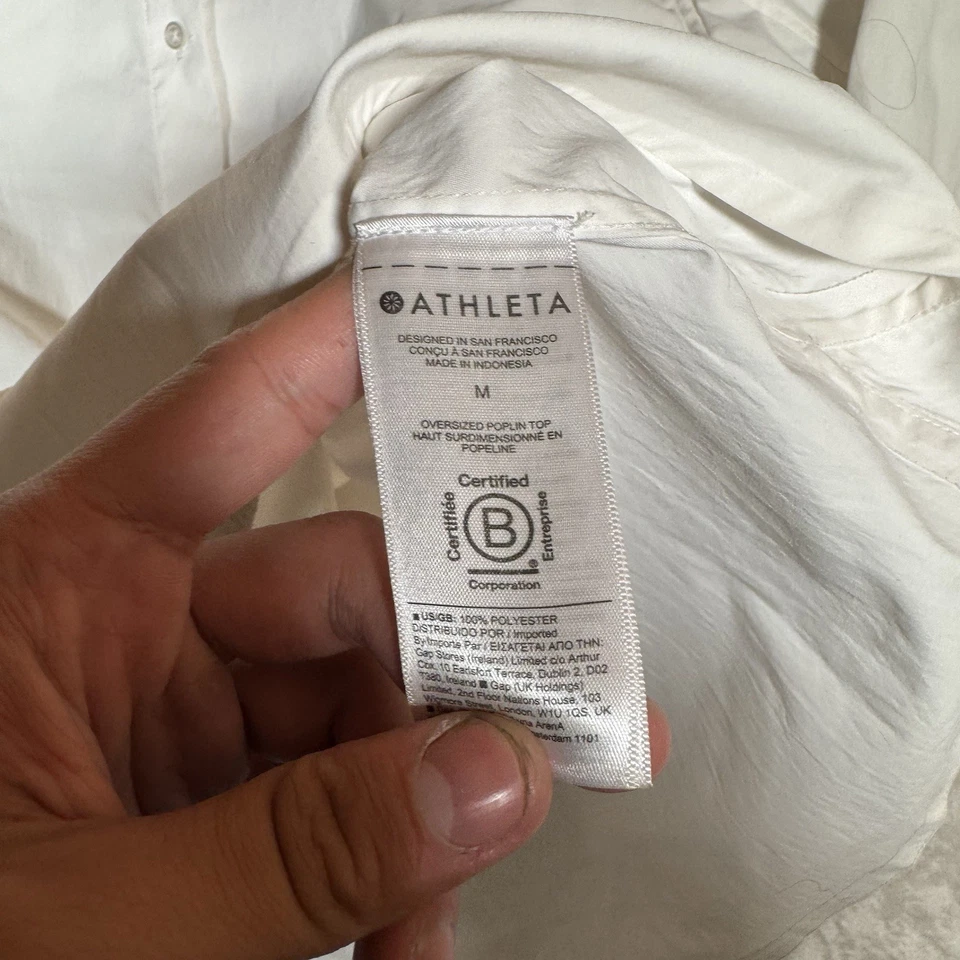 ATHLETA
DESIGNED IN SAN FRANCISCO
CONÇU À SAN FRANCISCO
MADE IN INDONESIA
M
OVERSIZED POPLIN TOP
HAUT SURDIMENSIONNÉ EN
POPELINE
Certified
Certifiée
B
Entreprise
Corporation
US/GB: 100% POLYESTER
DISTRIBUIDO POR / Imported
By/Importe Par / ΕΙΣΑΓΕΤΑΙ ΑΠΟ ΤΗΝ:
Gap Stores (Ireland) Limited c/o Arthur
Cox, 10 Earlsfort Terrace, Dublin 2, D02
T380, Ireland ■ Gap (UK Holdings)
Limited, 2nd Floor Nations House, 103
Wigmore Street, London, W1U 1QS, UK
ArenA
1101